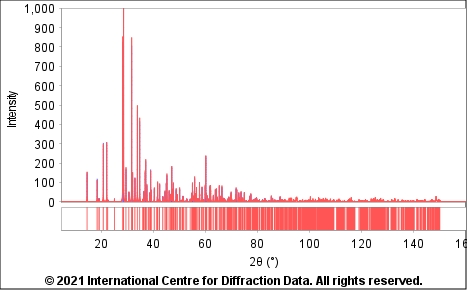 1,000
900
800
700
600
500
400
300
200
100
0
Intensity
20 40 60 80 100 120 140 16
2θ (°)
© 2021 International Centre for Diffraction Data. All rights reserved.